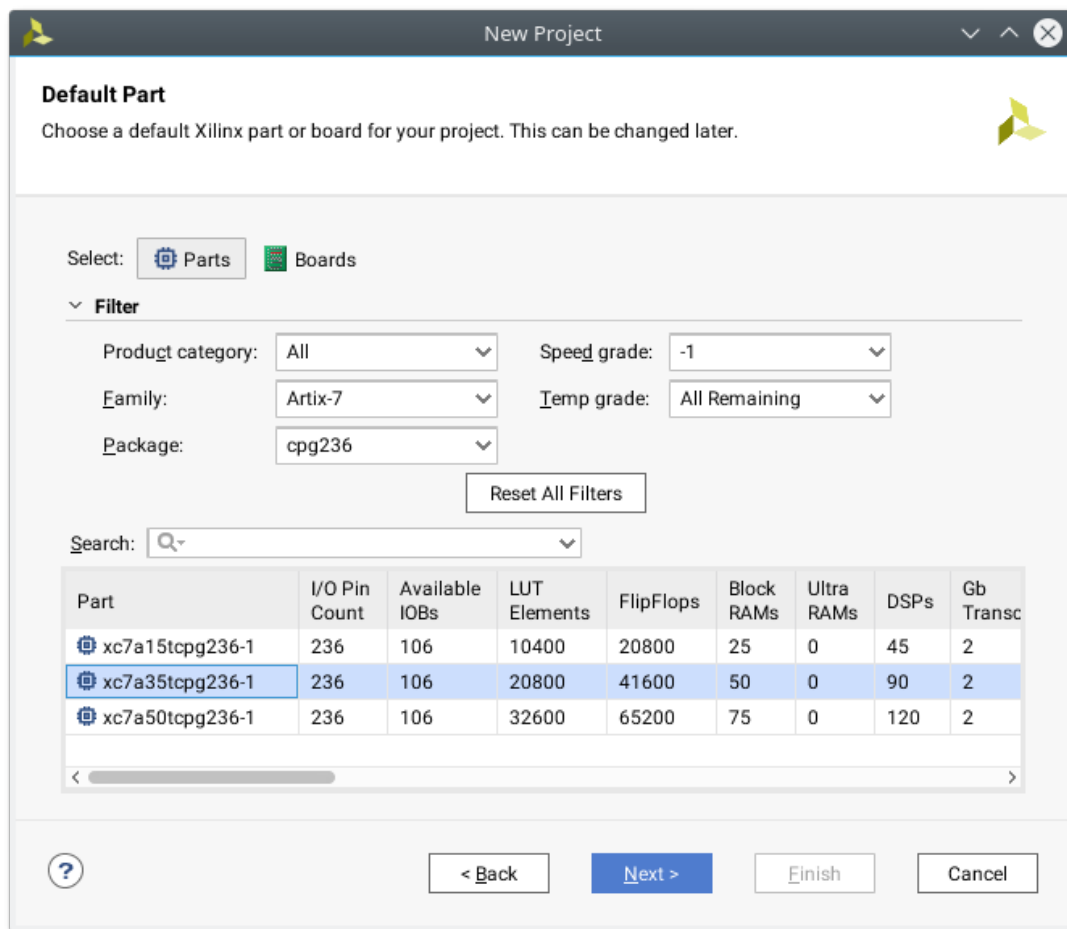 New Project
Default Part
Choose a default Xilinx part or board for your project. This can be changed later.
Select: Parts Boards
Filter
Product category: All Speed grade: -1
Family: Artix-7 Temp grade: All Remaining
Package: cpg236
Reset All Filters
Search:
Part I/O Pin Count Available IOBs LUT Elements FlipFlops Block RAMs Ultra RAMs DSPs Gb Transc
xc7a15tcpg236-1 236 106 10400 20800 25 0 45 2
xc7a35tcpg236-1 236 106 20800 41600 50 0 90 2
xc7a50tcpg236-1 236 106 32600 65200 75 0 120 2
? < Back Next > Finish Cancel